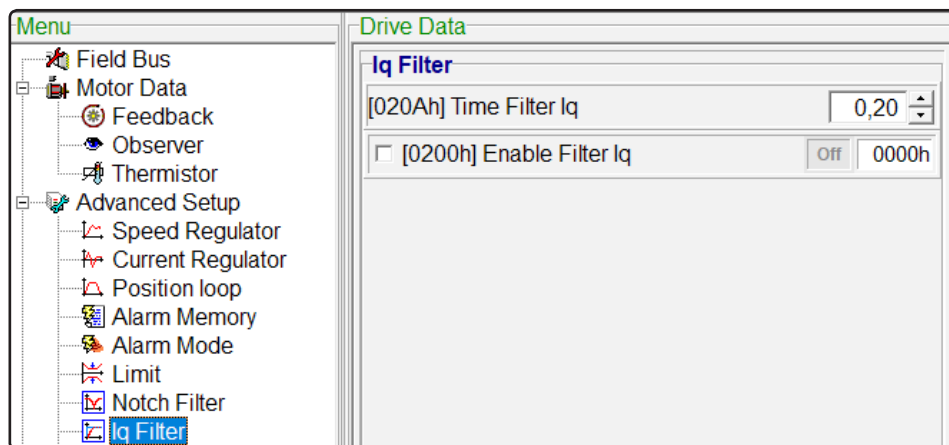 Menu
Field Bus
Motor Data
Feedback
Observer
Thermistor
Advanced Setup
Speed Regulator
Current Regulator
Position loop
Alarm Memory
Alarm Mode
Limit
Notch Filter
Iq Filter
Drive Data
Iq Filter
[020Ah] Time Filter Iq 0,20
[0200h] Enable Filter Iq Off 0000h